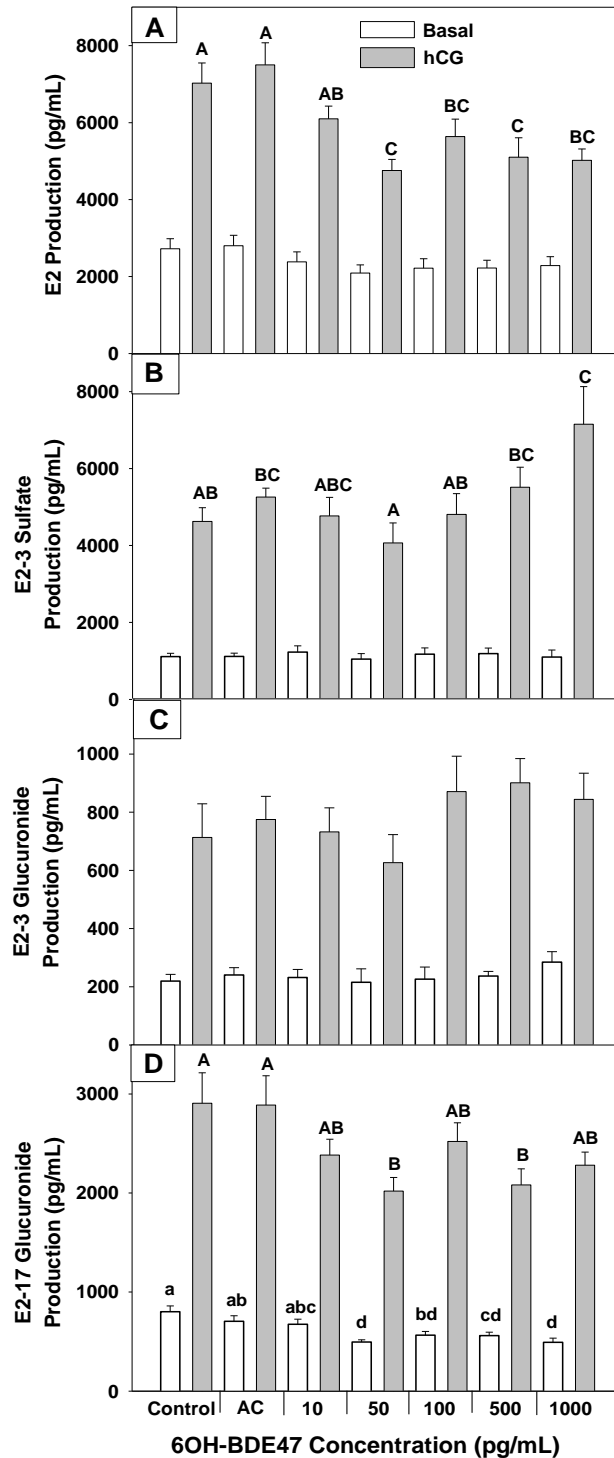 A
Basal
hCG
E2 Production (pg/mL)
8000
6000
4000
2000
0
A
A
AB
C
BC
C
BC
B
E2-3 Sulfate
Production (pg/mL)
8000
6000
4000
2000
0
AB
BC
ABC
A
AB
BC
C
C
E2-3 Glucuronide
Production (pg/mL)
1000
800
600
400
200
0
D
E2-17 Glucuronide
Production (pg/mL)
3000
2000
1000
0
A
A
AB
B
AB
B
AB
a
ab
abc
d
bd
cd
d
Control AC 10 50 100 500 1000
6OH-BDE47 Concentration (pg/mL)